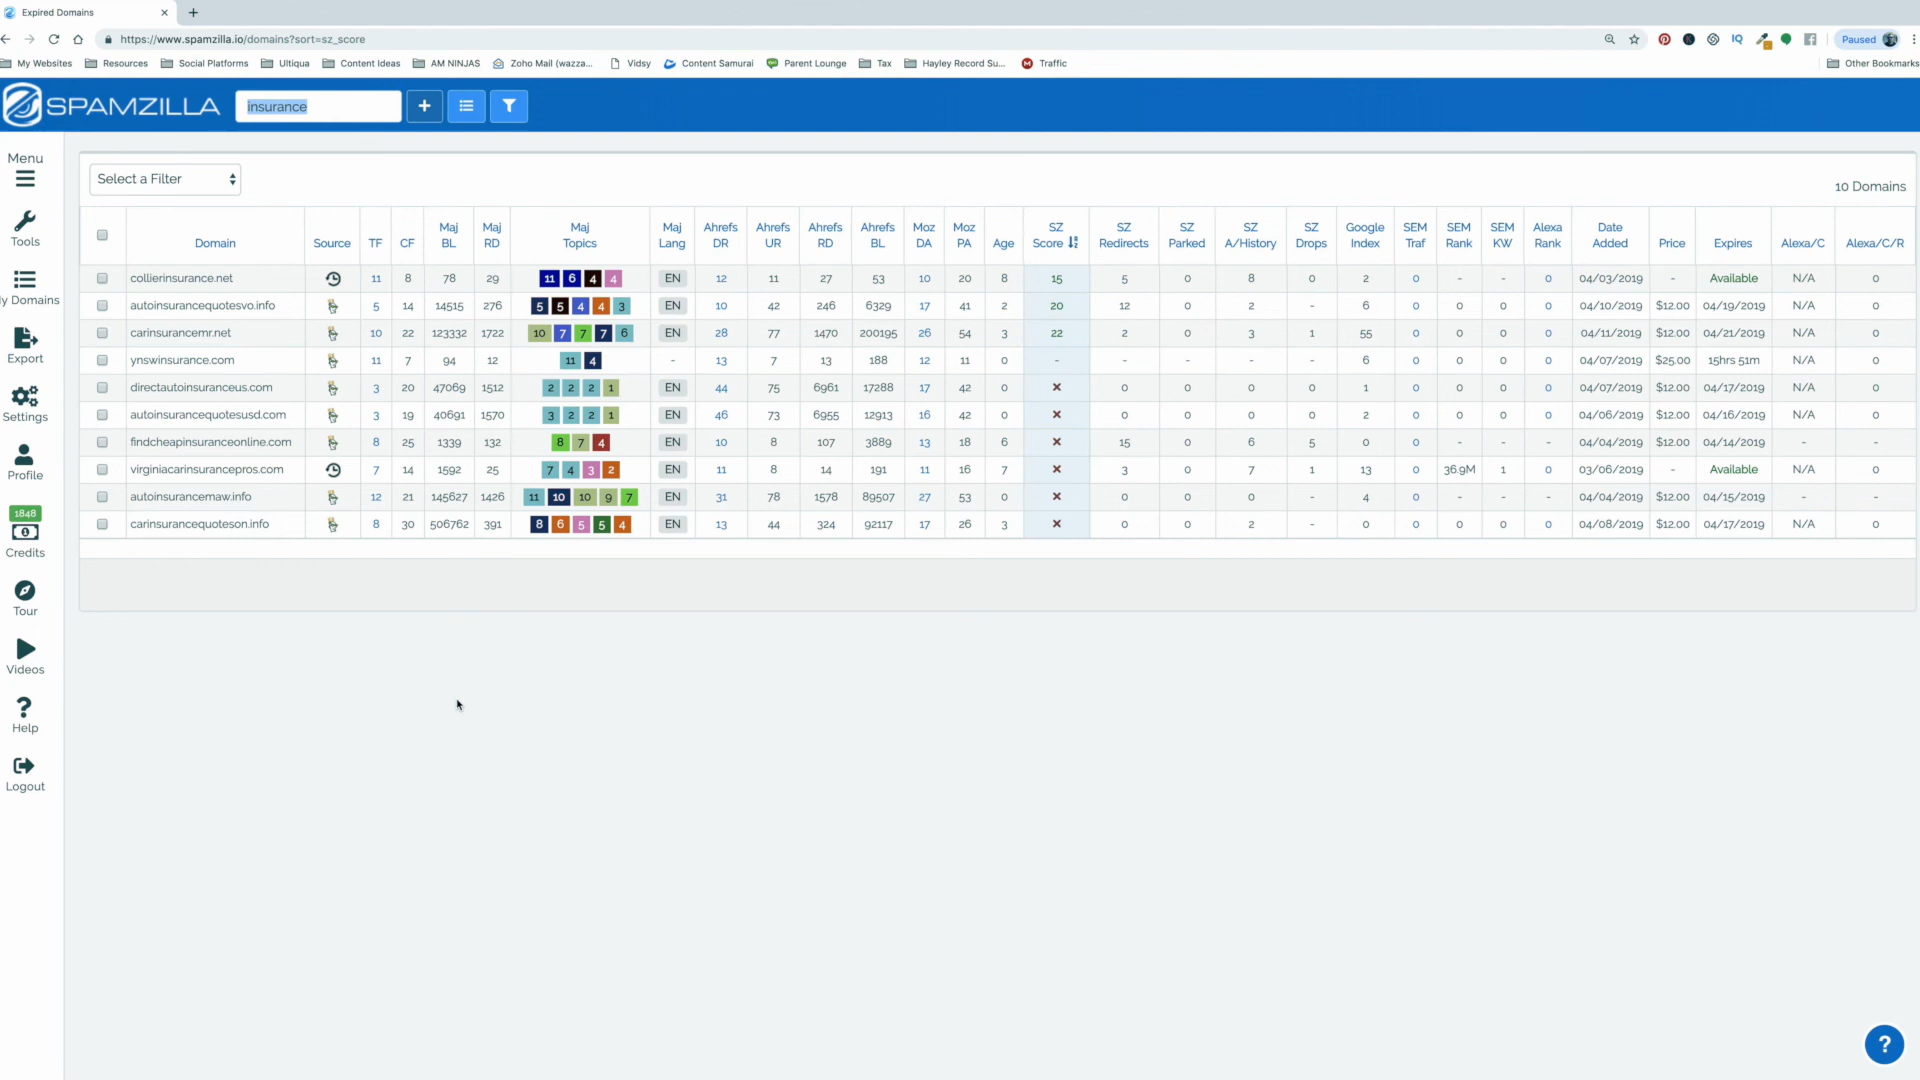 Expired Domains
https://www.spamzilla.io/domains?sort=sz_score
Paused
My Websites Resources Social Platforms Ultiqua Content Ideas AM NINJAS Zoho Mail (wazza... Vidsy Content Samurai Parent Lounge Tax Hayley Record Su... Traffic Other Bookmarks
SPAMZILLA insurance +
Menu
Tools
y Domains
Export
Settings
Profile
1848
Credits
Tour
Videos
Help
Logout
Select a Filter
10 Domains
Domain Source TF CF Maj BL Maj RD Maj Topics Maj Lang Ahrefs DR Ahrefs UR Ahrefs RD Ahrefs BL Moz DA Moz PA Age SZ Score SZ Redirects SZ Parked SZ A/History SZ Drops Google Index SEM Traf SEM Rank SEM KW Alexa Rank Date Added Price Expires Alexa/C Alexa/C/R
collierinsurance.net 11 8 78 29 11 6 4 4 EN 12 11 27 53 10 20 8 15 5 0 8 0 2 0 - - 0 04/03/2019 - Available N/A 0
autoinsurancequotesvo.info 5 14 14515 276 5 5 4 4 3 EN 10 42 246 6329 17 41 2 20 12 0 2 - 6 0 0 0 0 04/10/2019 $12.00 04/19/2019 N/A 0
carinsurancemr.net 10 22 123332 1722 10 7 7 7 6 EN 28 77 1470 200195 26 54 3 22 2 0 3 1 55 0 0 0 0 04/11/2019 $12.00 04/21/2019 N/A 0
ynswinsurance.com 11 7 94 12 11 4 - 13 7 13 188 12 11 0 - - - - - 6 0 0 0 0 04/07/2019 $25.00 15hrs 51m N/A 0
directautoinsuranceus.com 3 20 47069 1512 2 2 2 1 EN 44 75 6961 17288 17 42 0 0 0 0 0 1 0 0 0 0 04/07/2019 $12.00 04/17/2019 N/A 0
autoinsurancequotesusd.com 3 19 40691 1570 3 2 2 1 EN 46 73 6955 12913 16 42 0 0 0 0 0 2 0 0 0 0 04/06/2019 $12.00 04/16/2019 N/A 0
findcheapinsuranceonline.com 8 25 1339 132 8 7 4 EN 10 8 107 3889 13 18 6 15 0 6 5 0 0 - - 0 04/04/2019 $12.00 04/14/2019 - -
virginiacarinsurancepros.com 7 14 1592 25 7 4 3 2 EN 11 8 14 191 11 16 7 3 0 7 1 13 0 36.9M 1 0 03/06/2019 - Available N/A 0
autoinsurancemaw.info 12 21 145627 1426 11 10 10 9 7 EN 31 78 1578 89507 27 53 0 0 0 0 - 4 0 - - - 04/04/2019 $12.00 04/15/2019 - -
carinsurancequoteson.info 8 30 506762 391 8 6 5 5 4 EN 13 44 324 92117 17 26 3 0 0 2 - 0 0 0 0 0 04/08/2019 $12.00 04/17/2019 N/A 0
?